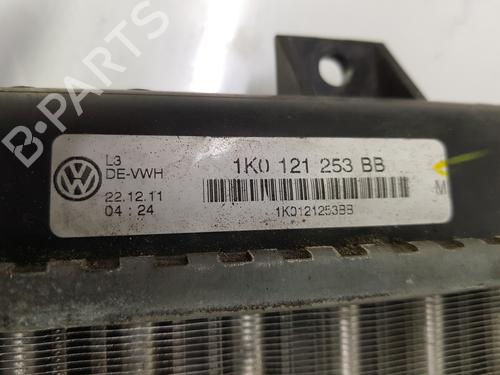 B-PARTS
L3
DE-VWH
22.12.11
04:24
1K0 121 253 BB
1K0121253BB
M